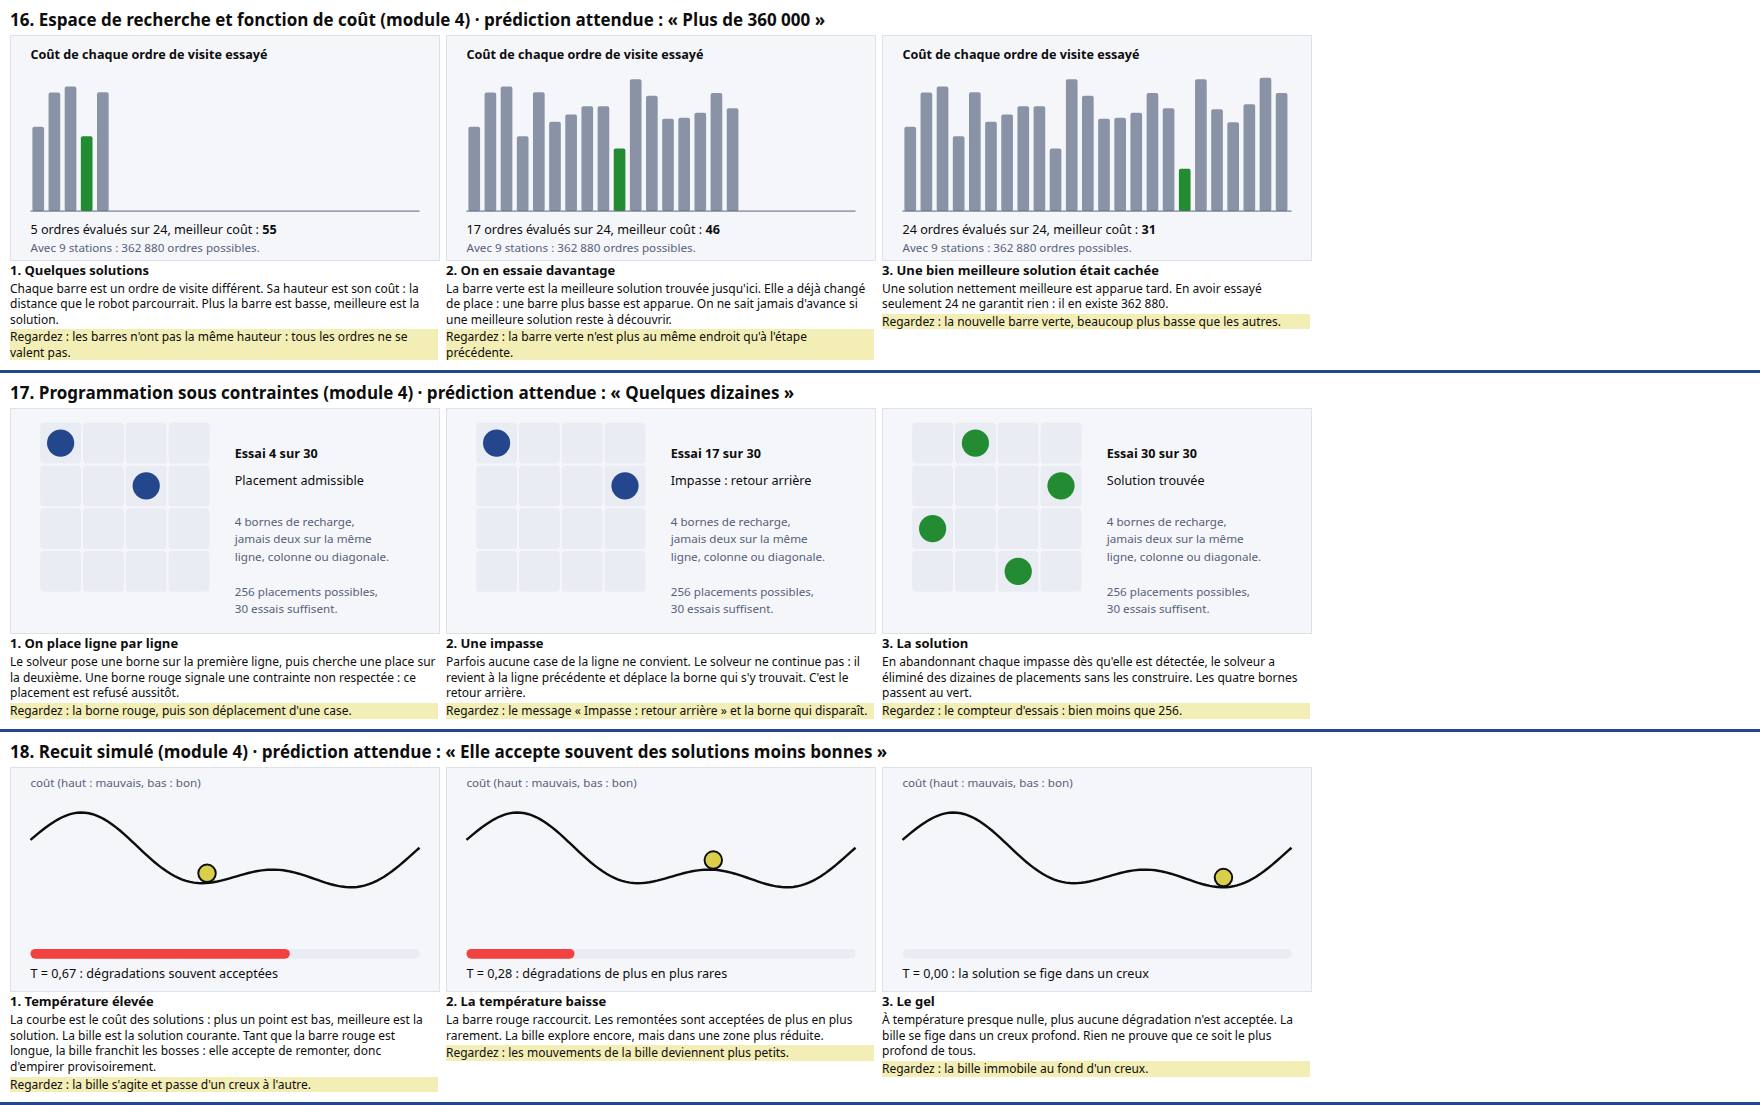 16. Espace de recherche et fonction de coût (module 4) · prédiction attendue : « Plus de 360 000 »
Coût de chaque ordre de visite essayé
5 ordres évalués sur 24, meilleur coût : 55
Avec 9 stations : 362 880 ordres possibles.
1. Quelques solutions
Chaque barre est un ordre de visite différent. Sa hauteur est son coût : la
distance que le robot parcourrait. Plus la barre est basse, meilleure est la
solution.
Regardez : les barres n'ont pas la même hauteur : tous les ordres ne se
valent pas.
Coût de chaque ordre de visite essayé
17 ordres évalués sur 24, meilleur coût : 46
Avec 9 stations : 362 880 ordres possibles.
2. On en essaie davantage
La barre verte est la meilleure solution trouvée jusqu'ici. Elle a déjà changé
de place : une barre plus basse est apparue. On ne sait jamais d'avance si
une meilleure solution reste à découvrir.
Regardez : la barre verte n'est plus au même endroit qu'à l'étape
précédente.
Coût de chaque ordre de visite essayé
24 ordres évalués sur 24, meilleur coût : 31
Avec 9 stations : 362 880 ordres possibles.
3. Une bien meilleure solution était cachée
Une solution nettement meilleure est apparue tard. En avoir essayé
seulement 24 ne garantit rien : il en existe 362 880.
Regardez : la nouvelle barre verte, beaucoup plus basse que les autres.
17. Programmation sous contraintes (module 4) · prédiction attendue : « Quelques dizaines »
Essai 4 sur 30
Placement admissible
4 bornes de recharge,
jamais deux sur la même
ligne, colonne ou diagonale.
256 placements possibles,
30 essais suffisent.
1. On place ligne par ligne
Le solveur pose une borne sur la première ligne, puis cherche une place sur
la deuxième. Une borne rouge signale une contrainte non respectée : ce
placement est refusé aussitôt.
Regardez : la borne rouge, puis son déplacement d'une case.
Essai 17 sur 30
Impasse : retour arrière
4 bornes de recharge,
jamais deux sur la même
ligne, colonne ou diagonale.
256 placements possibles,
30 essais suffisent.
2. Une impasse
Parfois aucune case de la ligne ne convient. Le solveur ne continue pas : il
revient à la ligne précédente et déplace la borne qui s'y trouvait. C'est le
retour arrière.
Regardez : le message « Impasse : retour arrière » et la borne qui disparaît.
Essai 30 sur 30
Solution trouvée
4 bornes de recharge,
jamais deux sur la même
ligne, colonne ou diagonale.
256 placements possibles,
30 essais suffisent.
3. La solution
En abandonnant chaque impasse dès qu'elle est détectée, le solveur a
éliminé des dizaines de placements sans les construire. Les quatre bornes
passent au vert.
Regardez : le compteur d'essais : bien moins que 256.
18. Recuit simulé (module 4) · prédiction attendue : « Elle accepte souvent des solutions moins bonnes »
coût (haut : mauvais, bas : bon)
T = 0,67 : dégradations souvent acceptées
1. Température élevée
La courbe est le coût des solutions : plus un point est bas, meilleure est la
solution. La bille est la solution courante. Tant que la barre rouge est
longue, la bille franchit les bosses : elle accepte de remonter, donc
d'empirer provisoirement.
Regardez : la bille s'agite et passe d'un creux à l'autre.
coût (haut : mauvais, bas : bon)
T = 0,28 : dégradations de plus en plus rares
2. La température baisse
La barre rouge raccourcit. Les remontées sont acceptées de plus en plus
rarement. La bille explore encore, mais dans une zone plus réduite.
Regardez : les mouvements de la bille deviennent plus petits.
coût (haut : mauvais, bas : bon)
T = 0,00 : la solution se fige dans un creux
3. Le gel
À température presque nulle, plus aucune dégradation n'est acceptée. La
bille se fige dans un creux profond. Rien ne prouve que ce soit le plus
profond de tous.
Regardez : la bille immobile au fond d'un creux.